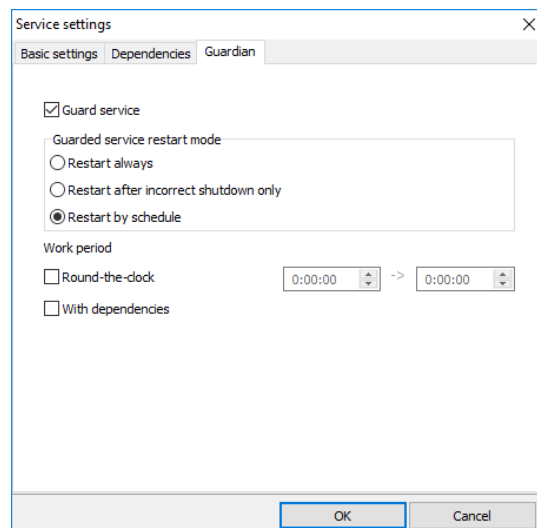 Service settings
Basic settings Dependencies Guardian
Guard service
Guarded service restart mode
Restart always
Restart after incorrect shutdown only
Restart by schedule
Work period
Round-the-clock 0:00:00 -> 0:00:00
With dependencies
OK Cancel